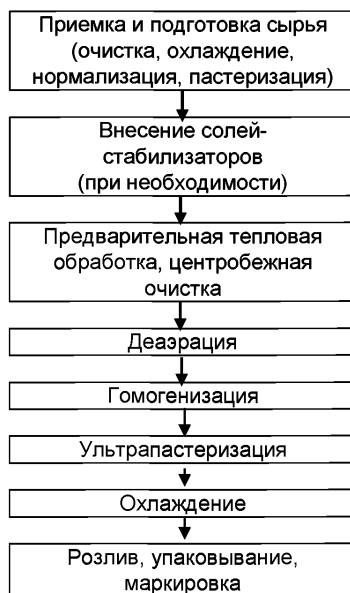 Приемка и подготовка сырья
(очистка, охлаждение,
нормализация, пастеризация)
Внесение солей-
стабилизаторов
(при необходимости)
Предварительная тепловая
обработка, центробежная
очистка
Деаэрация
Гомогенизация
Ультрапастеризация
Охлаждение
Розлив, упаковывание,
маркировка